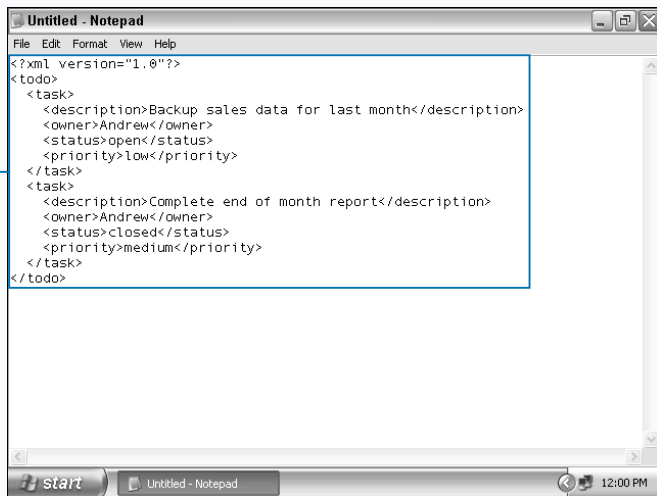 Untitled - Notepad
File Edit Format View Help
<?xml version="1.0"?>
<todo>
  <task>
    <description>Backup sales data for last month</description>
    <owner>Andrew</owner>
    <status>open</status>
    <priority>low</priority>
  </task>
  <task>
    <description>Complete end of month report</description>
    <owner>Andrew</owner>
    <status>closed</status>
    <priority>medium</priority>
  </task>
</todo>
start Untitled - Notepad 12:00 PM